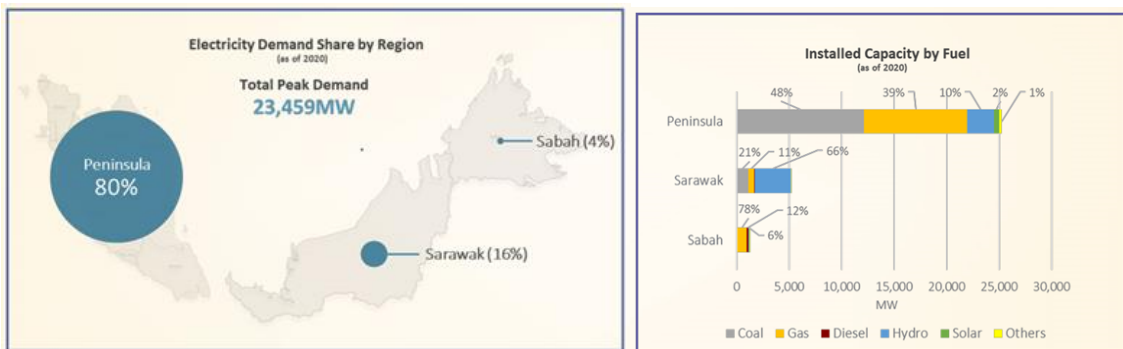 Electricity Demand Share by Region
(as of 2020)
Total Peak Demand
23,459MW
Peninsula
80%
Sabah (4%)
Sarawak (16%)
Installed Capacity by Fuel
(as of 2020)
48% 39% 10% 2% 1%
Peninsula
21% 11% 66%
Sarawak
78% 12%
Sabah 6%
0 5,000 10,000 15,000 20,000 25,000 30,000
MW
Coal Gas Diesel Hydro Solar Others